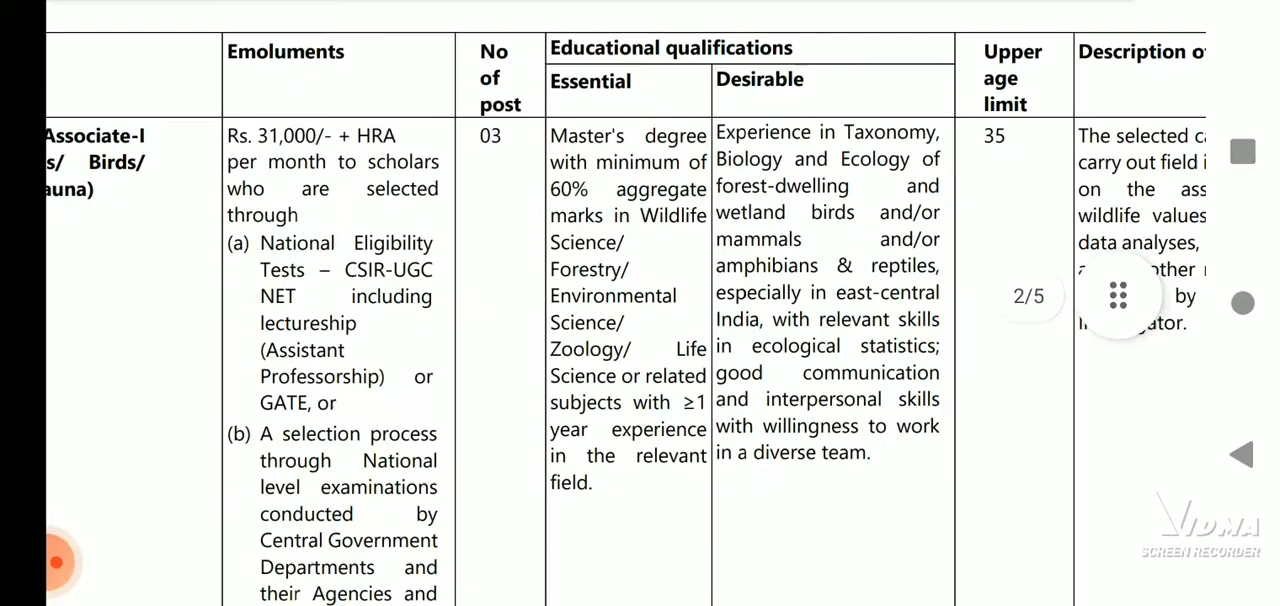 Emoluments
No
of
post
Educational qualifications
Essential
Desirable
Upper
age
limit
Description
Associate-I
s/ Birds/
Rs. 31,000/- + HRA
per month to scholars
who are selected
through
(a) National Eligibility
Tests – CSIR-UGC
NET including
lectureship
(Assistant
Professorship) or
GATE, or
(b) A selection process
through National
level examinations
conducted by
Central Government
Departments and
their Agencies and
03
Master's degree
with minimum of
60% aggregate
marks in Wildlife
Science/
Forestry/
Environmental
Science/
Zoology/ Life
Science or related
subjects with ≥1
year experience
in the relevant
field.
Experience in Taxonomy,
Biology and Ecology of
forest-dwelling and
wetland birds and/or
mammals and/or
amphibians & reptiles,
especially in east-central
India, with relevant skills
in ecological statistics;
good communication
and interpersonal skills
with willingness to work
in a diverse team.
35
The selected
carry out field
on the
wildlife values
data analyses,
other
by
2/5
VIDMA
SCREEN RECORDER